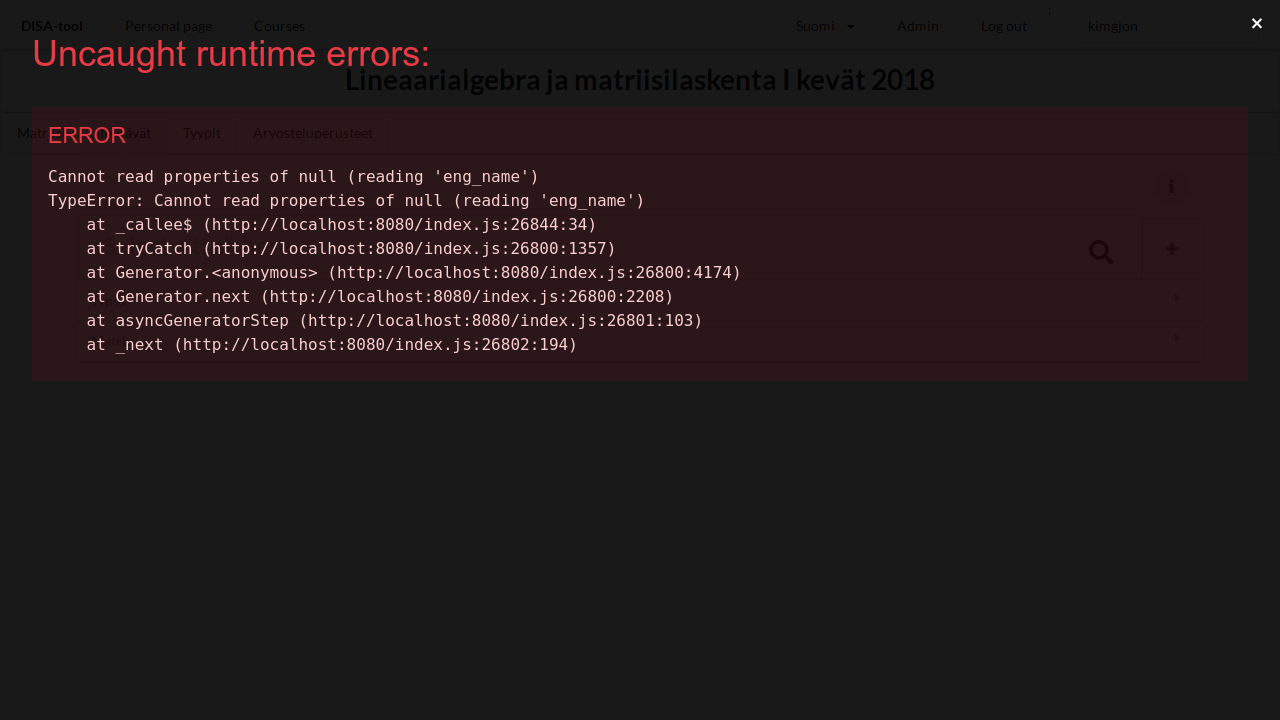 DISA-tool Personal page Courses Suomi Admin Log out : kimgjon
Uncaught runtime errors:
Lineaarialgebra ja matriisilaskenta I kevät 2018
Tyypit Arvosteluperusteet
ERROR
Cannot read properties of null (reading 'eng_name')
TypeError: Cannot read properties of null (reading 'eng_name')
at _callee$ (http://localhost:8080/index.js:26844:34)
at tryCatch (http://localhost:8080/index.js:26800:1357)
at Generator.<anonymous> (http://localhost:8080/index.js:26800:4174)
at Generator.next (http://localhost:8080/index.js:26800:2208)
at asyncGeneratorStep (http://localhost:8080/index.js:26801:103)
at _next (http://localhost:8080/index.js:26802:194)